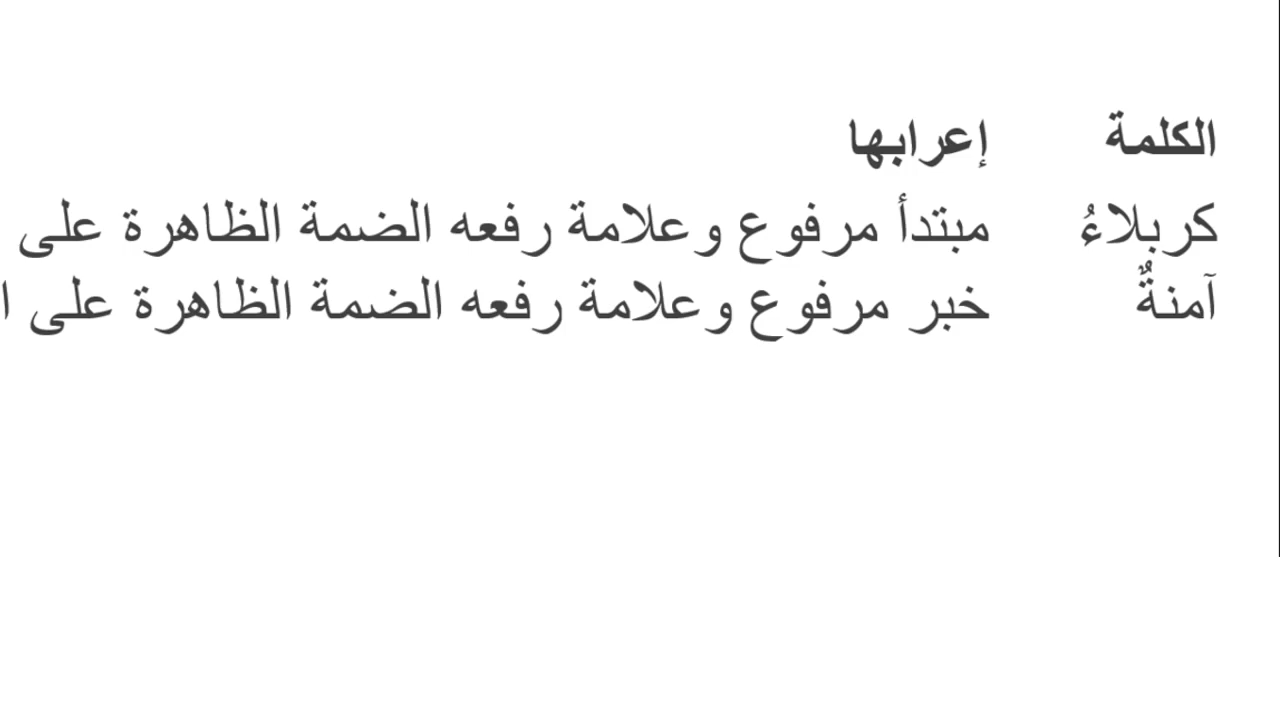 الكلمة إعرابها
كربلاءُ مبتدأ مرفوع وعلامة رفعه الضمة الظاهرة على
آمنةٌ خبر مرفوع وعلامة رفعه الضمة الظاهرة على ا